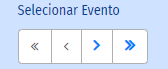 Selecionar Evento
« ‹ › »